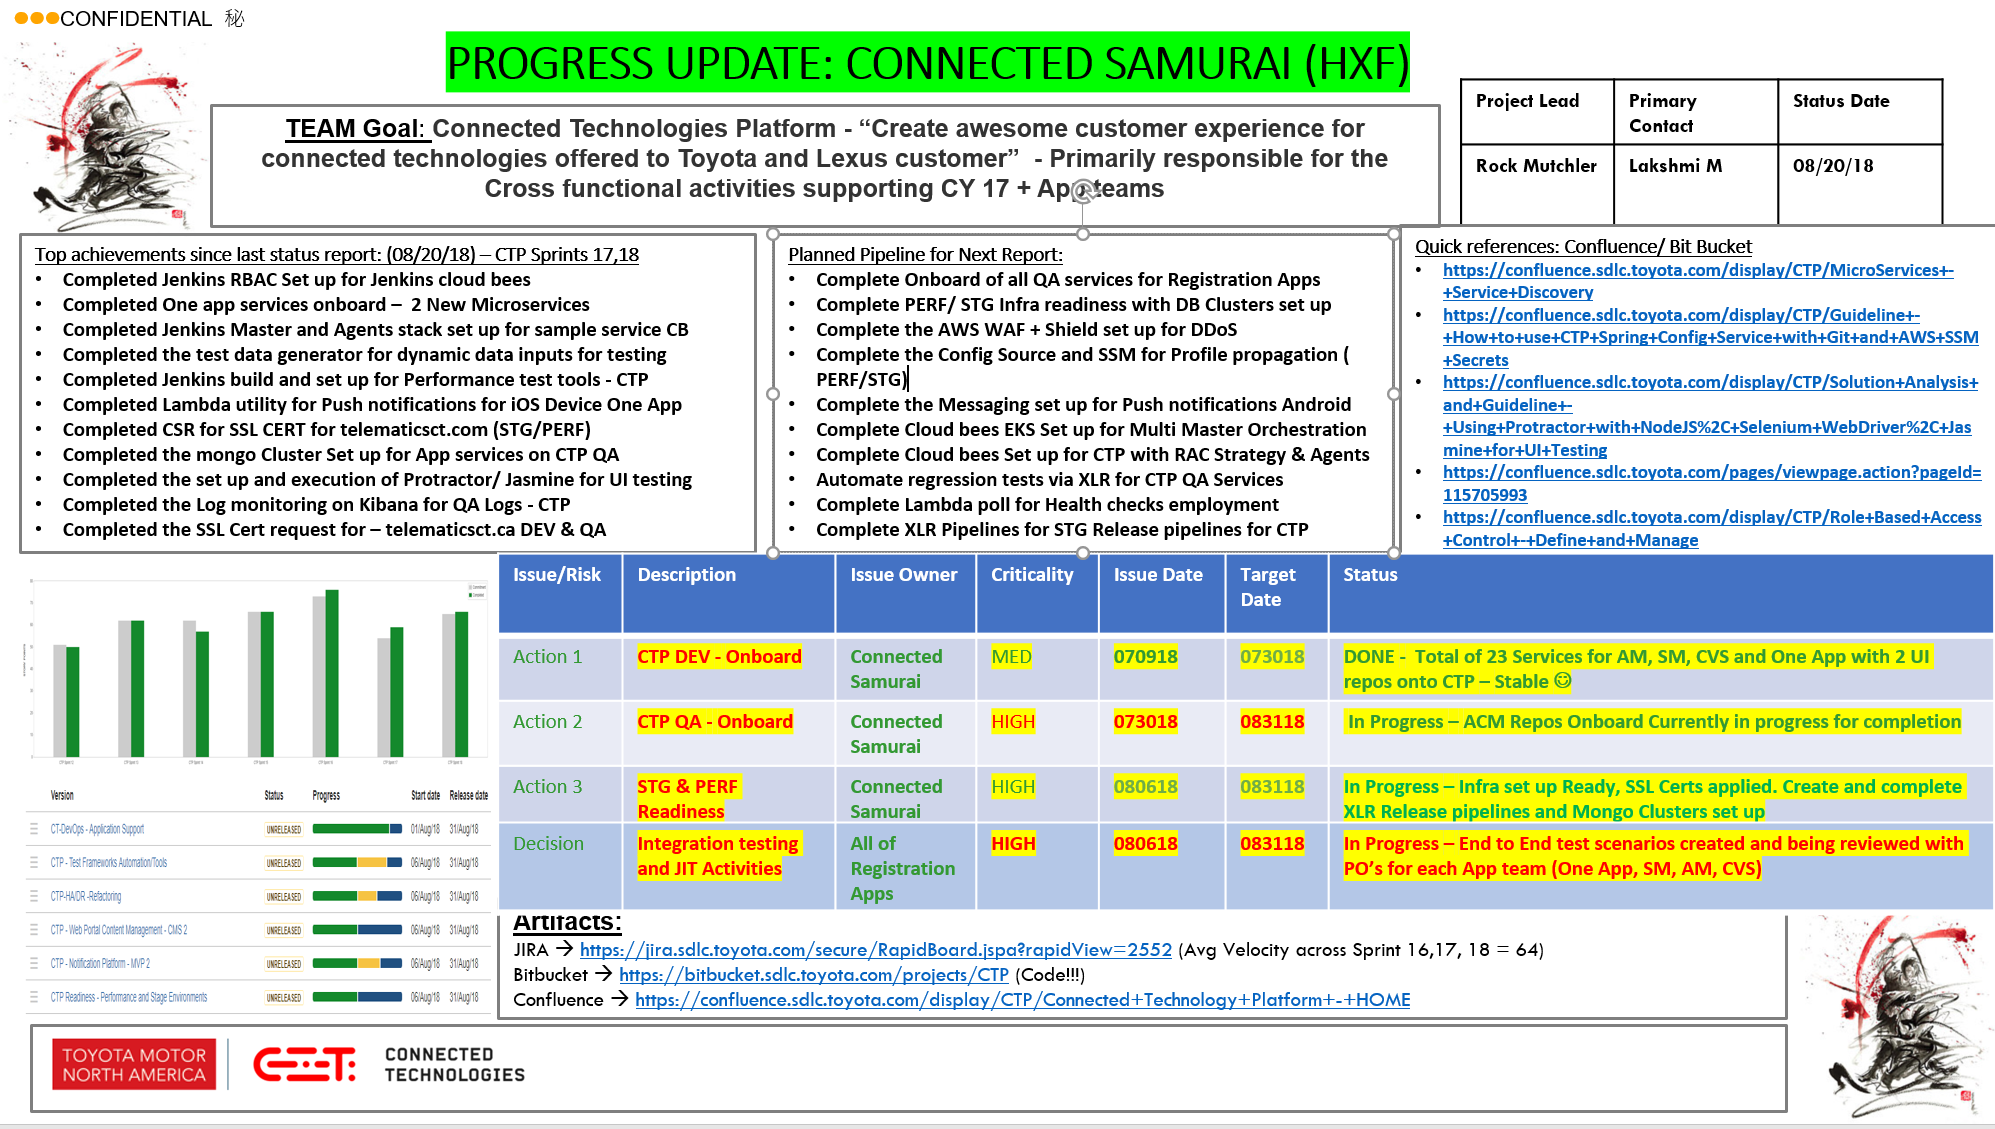 CONFIDENTIAL 秘
PROGRESS UPDATE: CONNECTED SAMURAI (HXF)
TEAM Goal: Connected Technologies Platform - “Create awesome customer experience for
connected technologies offered to Toyota and Lexus customer” - Primarily responsible for the
Cross functional activities supporting CY 17 + App teams
Project Lead
Primary
Contact
Status Date
Rock Mutchler
Lakshmi M
08/20/18
Top achievements since last status report: (08/20/18) – CTP Sprints 17,18
• Completed Jenkins RBAC Set up for Jenkins cloud bees
• Completed One app services onboard – 2 New Microservices
• Completed Jenkins Master and Agents stack set up for sample service CB
• Completed the test data generator for dynamic data inputs for testing
• Completed Jenkins build and set up for Performance test tools - CTP
• Completed Lambda utility for Push notifications for iOS Device One App
• Completed CSR for SSL CERT for telematicsct.com (STG/PERF)
• Completed the mongo Cluster Set up for App services on CTP QA
• Completed the set up and execution of Protractor/ Jasmine for UI testing
• Completed the Log monitoring on Kibana for QA Logs - CTP
• Completed the SSL Cert request for – telematicsct.ca DEV & QA
Planned Pipeline for Next Report:
• Complete Onboard of all QA services for Registration Apps
• Complete PERF/ STG Infra readiness with DB Clusters set up
• Complete the AWS WAF + Shield set up for DDoS
• Complete the Config Source and SSM for Profile propagation (
PERF/STG)
• Complete the Messaging set up for Push notifications Android
• Complete Cloud bees EKS Set up for Multi Master Orchestration
• Complete Cloud bees Set up for CTP with RAC Strategy & Agents
• Automate regression tests via XLR for CTP QA Services
• Complete Lambda poll for Health checks employment
• Complete XLR Pipelines for STG Release pipelines for CTP
Quick references: Confluence/ Bit Bucket
• https://confluence.sdlc.toyota.com/display/CTP/MicroServices+-
+Service+Discovery
• https://confluence.sdlc.toyota.com/display/CTP/Guideline+-
+How+to+use+CTP+Spring+Config+Service+with+Git+and+AWS+SSM
+Secrets
• https://confluence.sdlc.toyota.com/display/CTP/Solution+Analysis+
and+Guideline+-
+Using+Protractor+with+NodeJS%2C+Selenium+WebDriver%2C+Jas
mine+for+UI+Testing
• https://confluence.sdlc.toyota.com/pages/viewpage.action?pageId=
115705993
• https://confluence.sdlc.toyota.com/display/CTP/Role+Based+Access
+Control+-+Define+and+Manage
Issue/Risk
Description
Issue Owner
Criticality
Issue Date
Target
Date
Status
Action 1
CTP DEV - Onboard
Connected
Samurai
MED
070918
073018
DONE - Total of 23 Services for AM, SM, CVS and One App with 2 UI
repos onto CTP – Stable ☺
Action 2
CTP QA - Onboard
Connected
Samurai
HIGH
073018
083118
In Progress – ACM Repos Onboard Currently in progress for completion
Action 3
STG & PERF
Readiness
Connected
Samurai
HIGH
080618
083118
In Progress – Infra set up Ready, SSL Certs applied. Create and complete
XLR Release pipelines and Mongo Clusters set up
Decision
Integration testing
and JIT Activities
All of
Registration
Apps
HIGH
080618
083118
In Progress – End to End test scenarios created and being reviewed with
PO’s for each App team (One App, SM, AM, CVS)
Version
Status
Progress
Start date
Release date
CT-DevOps - Application Support
UNRELEASED
01/Aug/18
31/Aug/18
CTP - Test Frameworks Automation/Tools
UNRELEASED
06/Aug/18
31/Aug/18
CTP-HA/DR -Refactoring
UNRELEASED
06/Aug/18
31/Aug/18
CTP - Web Portal Content Management - CMS 2
UNRELEASED
06/Aug/18
31/Aug/18
CTP - Notification Platform - MVP 2
UNRELEASED
06/Aug/18
31/Aug/18
CTP Readiness - Performance and Stage Environments
UNRELEASED
06/Aug/18
31/Aug/18
Artifacts:
JIRA → https://jira.sdlc.toyota.com/secure/RapidBoard.jspa?rapidView=2552 (Avg Velocity across Sprint 16,17, 18 = 64)
Bitbucket → https://bitbucket.sdlc.toyota.com/projects/CTP (Code!!!)
Confluence → https://confluence.sdlc.toyota.com/display/CTP/Connected+Technology+Platform+-+HOME
TOYOTA MOTOR
NORTH AMERICA
CONNECTED
TECHNOLOGIES